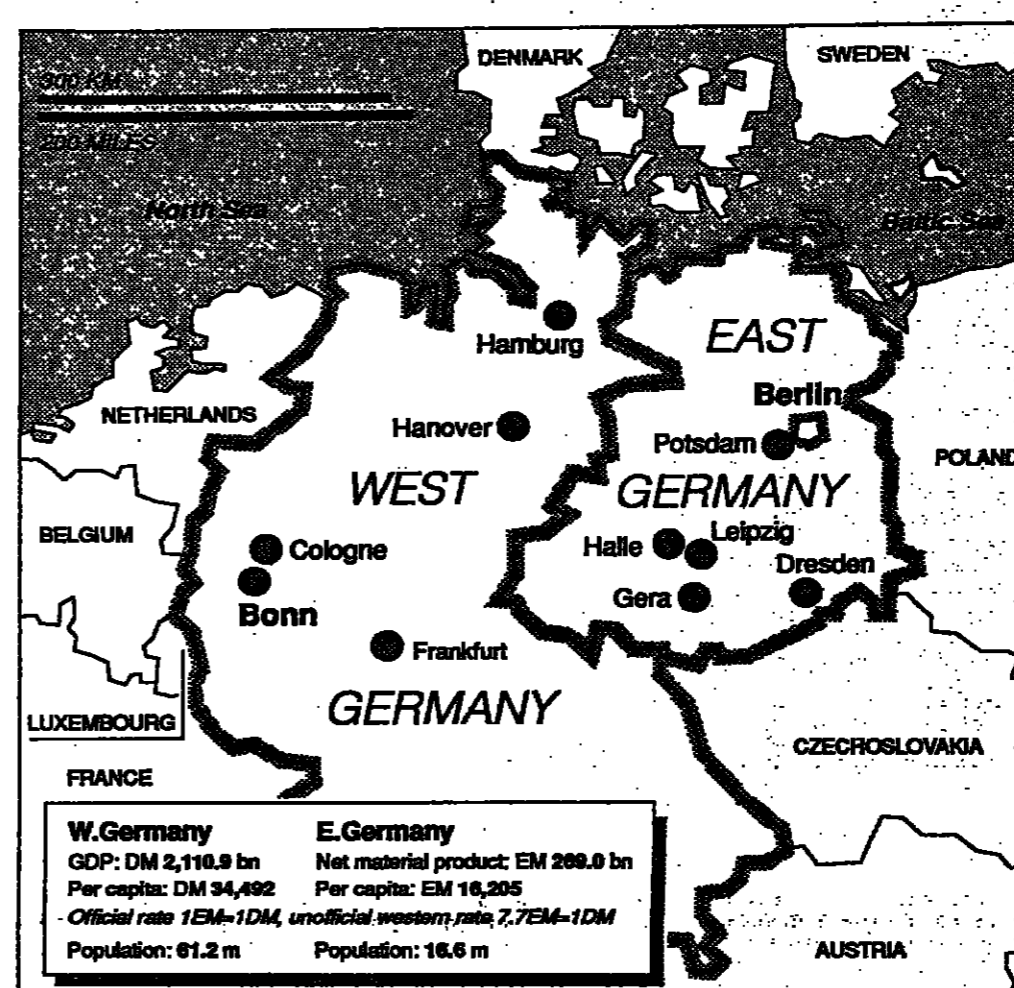 DENMARK
SWEDEN
300 KM
200 MILES
North Sea
Baltic Sea
Hamburg
EAST
Berlin
NETHERLANDS
Hanover
Potsdam
POLAND
WEST
GERMANY
BELGIUM
Cologne
Halle
Leipzig
Dresden
Bonn
Gera
Frankfurt
GERMANY
LUXEMBOURG
CZECHOSLOVAKIA
FRANCE
W.Germany E.Germany
GDP: DM 2,110.9 bn Net material product: EM 269.0 bn
Per capita: DM 34,492 Per capita: EM 16,205
Official rate 1EM=1DM, unofficial western rate 7.7EM=1DM
Population: 61.2 m Population: 16.6 m
AUSTRIA